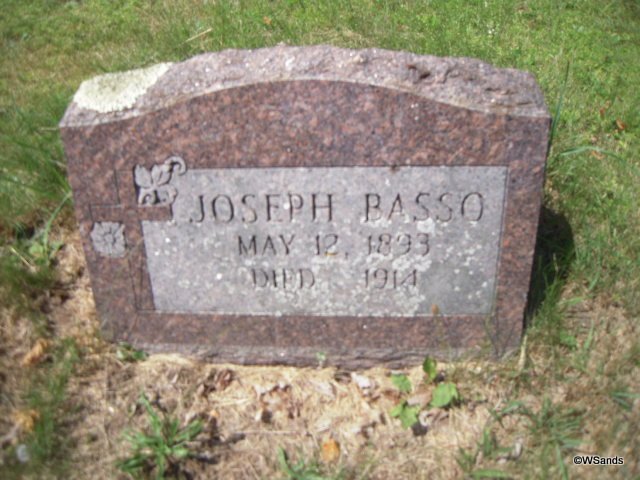 JOSEPH BASSO
MAY 12, 1893
DIED 1914
©WSands